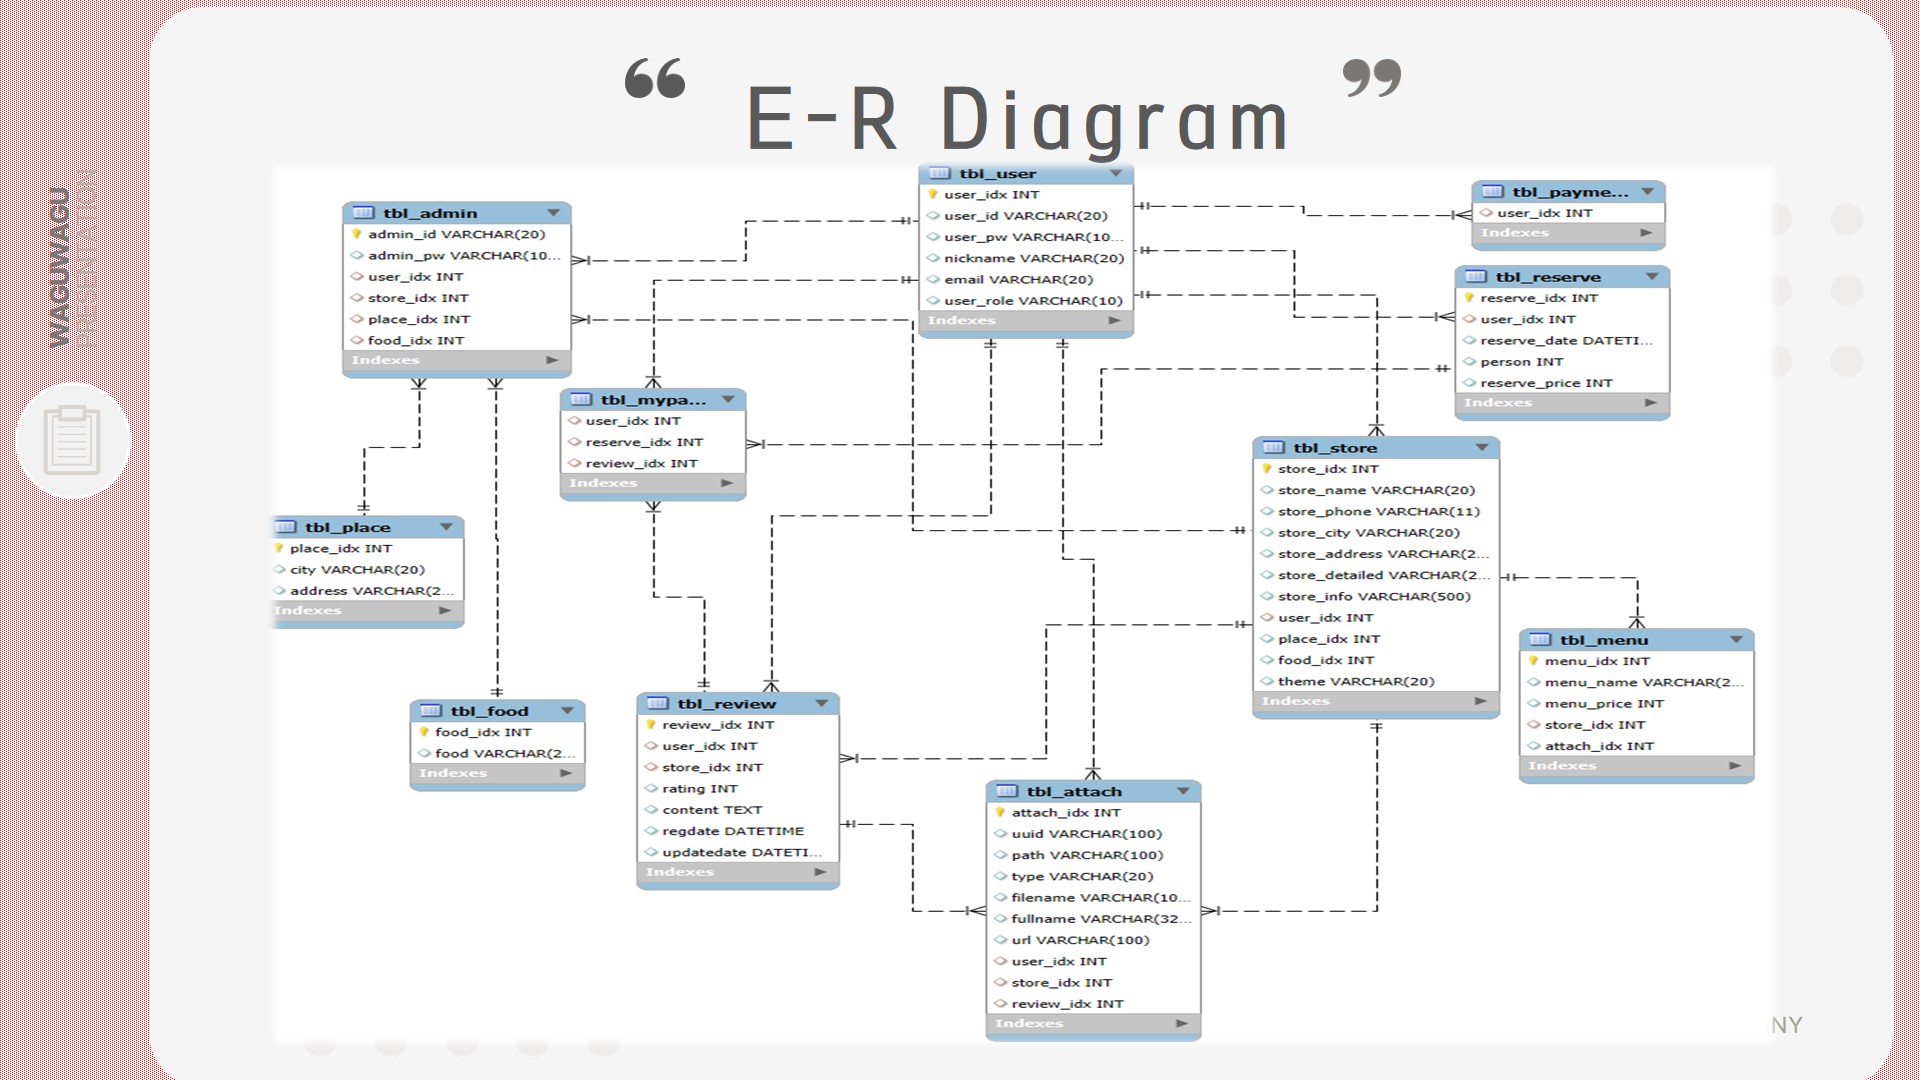 WAGUWAGU
PRESENTATION
“ E-R Diagram ”
tbl_user
user_idx INT
user_id VARCHAR(20)
user_pw VARCHAR(10...
nickname VARCHAR(20)
email VARCHAR(20)
user_role VARCHAR(10)
Indexes
tbl_payme...
user_idx INT
Indexes
tbl_admin
admin_id VARCHAR(20)
admin_pw VARCHAR(10...
user_idx INT
store_idx INT
place_idx INT
food_idx INT
Indexes
tbl_reserve
reserve_idx INT
user_idx INT
reserve_date DATETI...
person INT
reserve_price INT
Indexes
tbl_mypa...
user_idx INT
reserve_idx INT
review_idx INT
Indexes
tbl_store
store_idx INT
store_name VARCHAR(20)
store_phone VARCHAR(11)
store_city VARCHAR(20)
store_address VARCHAR(2...
store_detailed VARCHAR(2...
store_info VARCHAR(500)
user_idx INT
place_idx INT
food_idx INT
theme VARCHAR(20)
Indexes
tbl_place
place_idx INT
city VARCHAR(20)
address VARCHAR(2...
Indexes
tbl_menu
menu_idx INT
menu_name VARCHAR(2...
menu_price INT
store_idx INT
attach_idx INT
Indexes
tbl_food
food_idx INT
food VARCHAR(2...
Indexes
tbl_review
review_idx INT
user_idx INT
store_idx INT
rating INT
content TEXT
regdate DATETIME
updatedate DATETI...
Indexes
tbl_attach
attach_idx INT
uuid VARCHAR(100)
path VARCHAR(100)
type VARCHAR(20)
filename VARCHAR(10...
fullname VARCHAR(32...
url VARCHAR(100)
user_idx INT
store_idx INT
review_idx INT
Indexes
NY